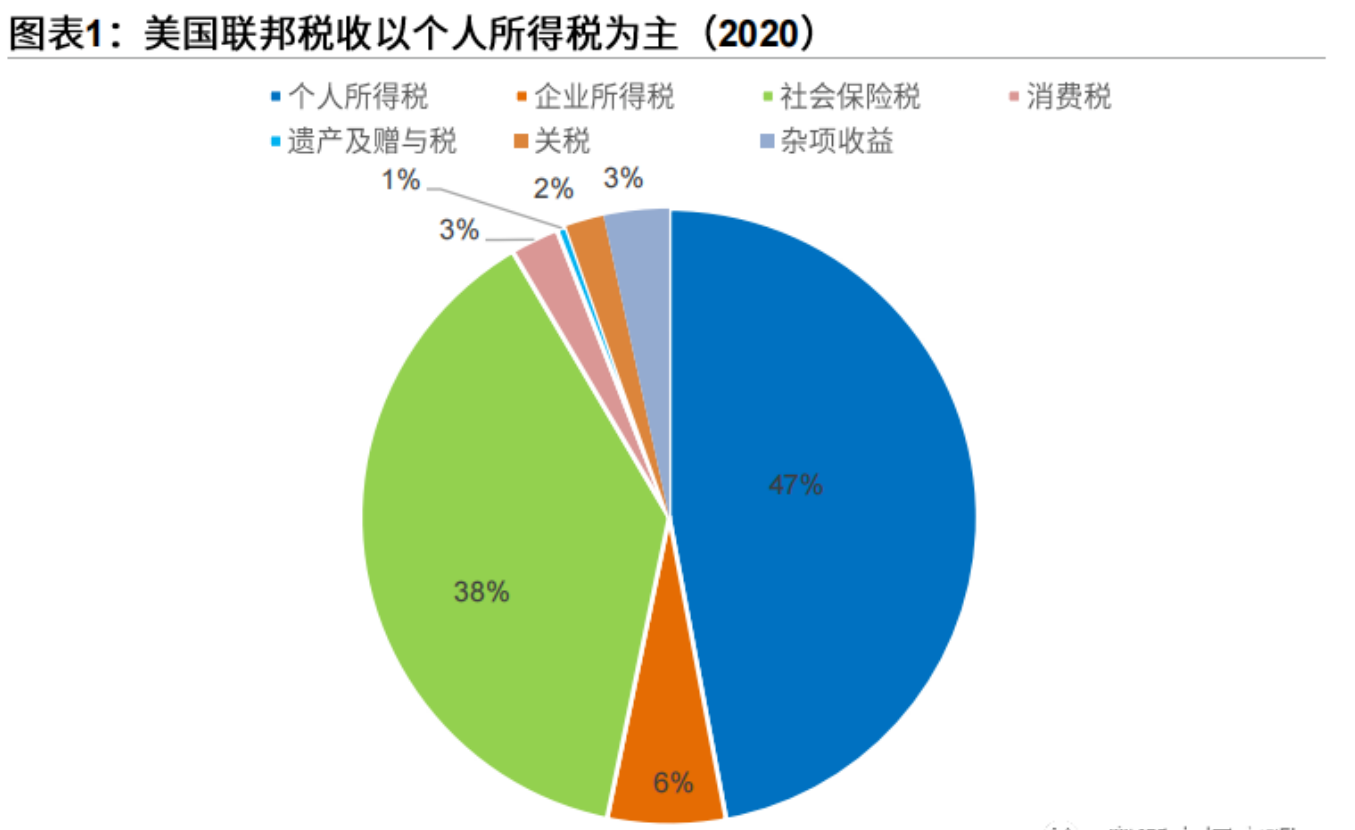 图表1：美国联邦税收以个人所得税为主（2020）
个人所得税 企业所得税 社会保险税 消费税
遗产及赠与税 关税 杂项收益
1% 2% 3%
3%
47%
38%
6%